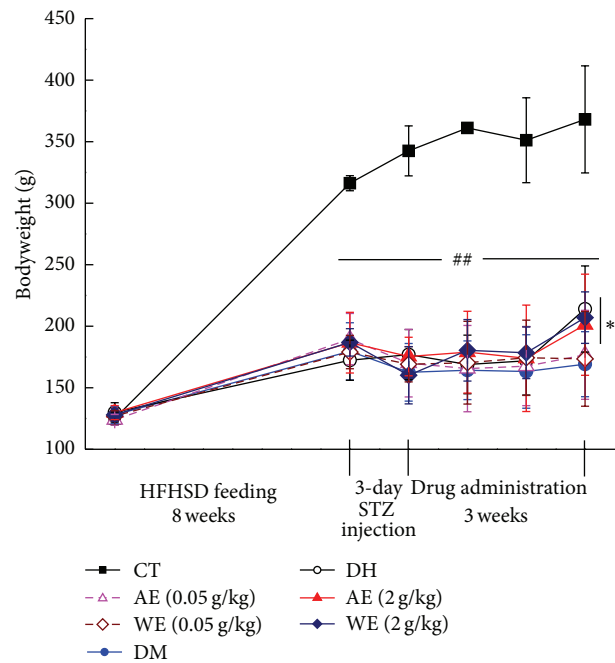 450
400
350
300
250
200
150
100
Bodyweight (g)
##
*
HFHSD feeding
8 weeks
3-day
STZ
injection
Drug administration
3 weeks
CT
DH
AE (0.05 g/kg)
AE (2 g/kg)
WE (0.05 g/kg)
WE (2 g/kg)
DM